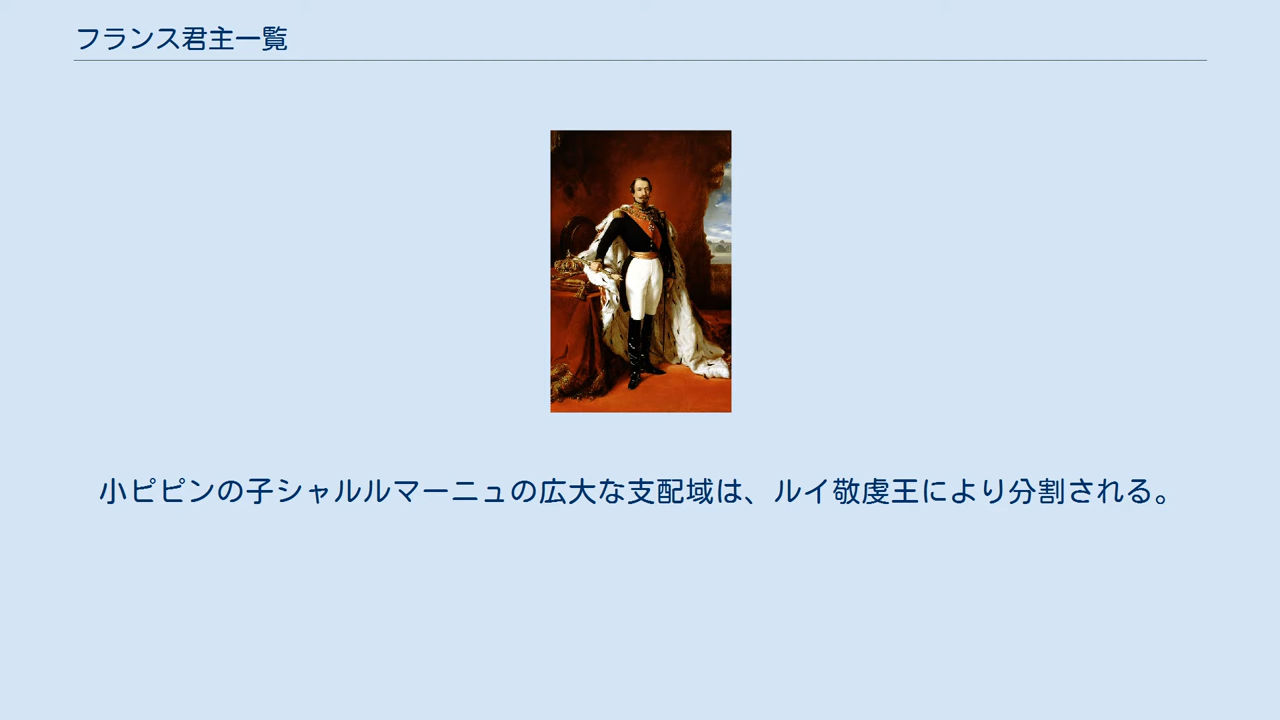 フランス君主一覧
小ピピンの子シャルルマーニュの広大な支配域は、ルイ敬虔王により分割される。